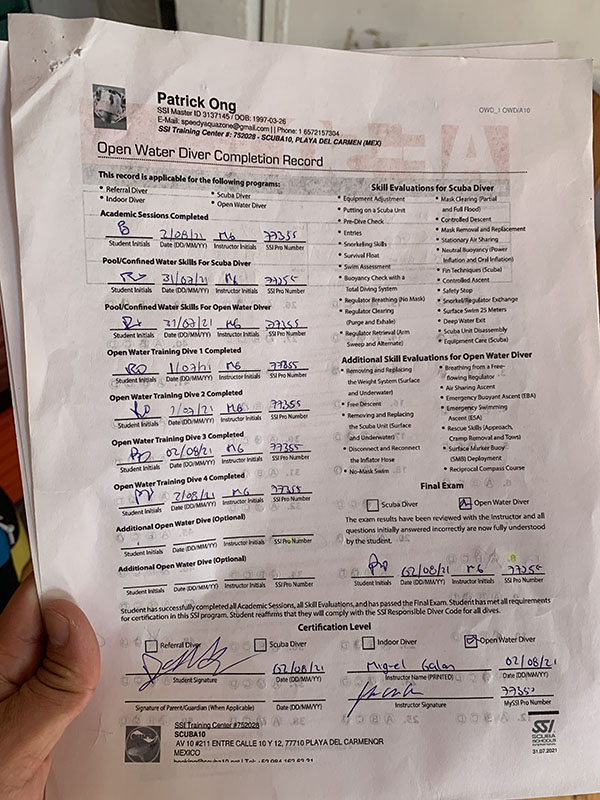 Patrick Ong
OWD_1 OWD/A10
SSI Master ID 3137145 / DOB: 1997-03-26
E-Mail: speedyaquazone@gmail.com | | Phone: 1 6572157304
SSI Training Center #: 752028 - SCUBA10, PLAYA DEL CARMEN (MEX)
Open Water Diver Completion Record
This record is applicable for the following programs:
• Referral Diver
• Indoor Diver
• Scuba Diver
• Open Water Diver
Academic Sessions Completed
2/08/21 MG 77355
Student Initials Date (DD/MM/YY) Instructor Initials SSI Pro Number
Pool/Confined Water Skills For Scuba Diver
31/07/21 MG 77355
Student Initials Date (DD/MM/YY) Instructor Initials SSI Pro Number
Pool/Confined Water Skills For Open Water Diver
31/07/21 MG 77355
Student Initials Date (DD/MM/YY) Instructor Initials SSI Pro Number
Open Water Training Dive 1 Completed
MG 77355
Student Initials Date (DD/MM/YY) Instructor Initials SSI Pro Number
Open Water Training Dive 2 Completed
MG 77355
Student Initials Date (DD/MM/YY) Instructor Initials SSI Pro Number
Open Water Training Dive 3 Completed
02/08/21 MG 77355
Student Initials Date (DD/MM/YY) Instructor Initials SSI Pro Number
Open Water Training Dive 4 Completed
2/08/21 MG 77355
Student Initials Date (DD/MM/YY) Instructor Initials SSI Pro Number
Additional Open Water Dive (Optional)
Student Initials Date (DD/MM/YY) Instructor Initials SSI Pro Number
Additional Open Water Dive (Optional)
Student Initials Date (DD/MM/YY) Instructor Initials SSI Pro Number
Skill Evaluations for Scuba Diver
• Equipment Adjustment
• Putting on a Scuba Unit
• Pre-Dive Check
• Entries
• Snorkeling Skills
• Survival Float
• Swim Assessment
• Buoyancy Check with a
Total Diving System
• Regulator Breathing (No Mask)
• Regulator Clearing
(Purge and Exhale)
• Regulator Retrieval (Arm
Sweep and Alternate)
• Mask Clearing (Partial
and Full Flood)
• Controlled Descent
• Mask Removal and Replacement
• Stationary Air Sharing
• Neutral Buoyancy (Power
Inflation and Oral Inflation)
• Fin Techniques (Scuba)
• Controlled Ascent
• Safety Stop
• Snorkel/Regulator Exchange
• Surface Swim 25 Meters
• Deep Water Exit
• Scuba Unit Disassembly
• Equipment Care (Scuba)
Additional Skill Evaluations for Open Water Diver
• Removing and Replacing
the Weight System (Surface
and Underwater)
• Free Descent
• Removing and Replacing
the Scuba Unit (Surface
and Underwater)
• Disconnect and Reconnect
the Inflator Hose
• No-Mask Swim
• Breathing from a Free-
flowing Regulator
• Air Sharing Ascent
• Emergency Buoyant Ascent (EBA)
• Emergency Swimming
Ascent (ESA)
• Rescue Skills (Approach,
Cramp Removal and Tows)
• Surface Marker Buoy
(SMB) Deployment
• Reciprocal Compass Course
Final Exam
Scuba Diver Open Water Diver
The exam results have been reviewed with the Instructor and all
questions initially answered incorrectly are now fully understood
by the student.
02/08/21 MG 77355
Student Initials Date (DD/MM/YY) Instructor Initials SSI Pro Number
Student has successfully completed all Academic Sessions, all Skill Evaluations, and has passed the Final Exam. Student has met all requirements
for certification in this SSI program. Student reaffirms that they will comply with the SSI Responsible Diver Code for all dives.
Certification Level
Referral Diver Scuba Diver Indoor Diver Open Water Diver
02/08/21 Miguel Galan 02/08/21
Student Signature Date (DD/MM/YY) Instructor Name (PRINTED) Date (DD/MM/YY)
77355
Signature of Parent/Guardian (When Applicable) Date (DD/MM/YY) Instructor Signature MySSI Pro Number
SSI Training Center #752028
SCUBA10
AV 10 #211 ENTRE CALLE 10 Y 12, 77710 PLAYA DEL CARMENQR
MEXICO
SSI
SCUBA
SCHOOLS
INTERNATIONAL
31.07.2021